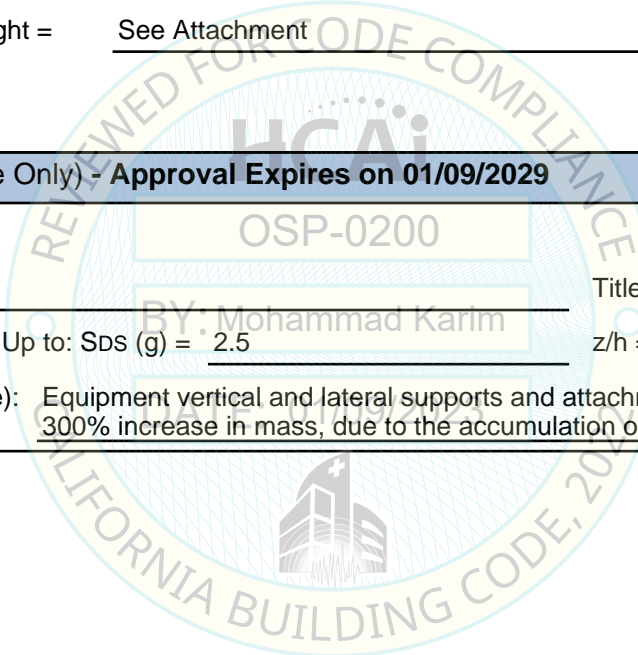 ght = See Attachment
REVIEWED FOR CODE COMPLIANCE
HCAi
e Only) - Approval Expires on 01/09/2029
OSP-0200
Title
BY: Mohammad Karim
Up to: SDS (g) = 2.5 z/h =
e): Equipment vertical and lateral supports and attachm
DATE: 01/09/2023
300% increase in mass, due to the accumulation o
CALIFORNIA BUILDING CODE, 2022